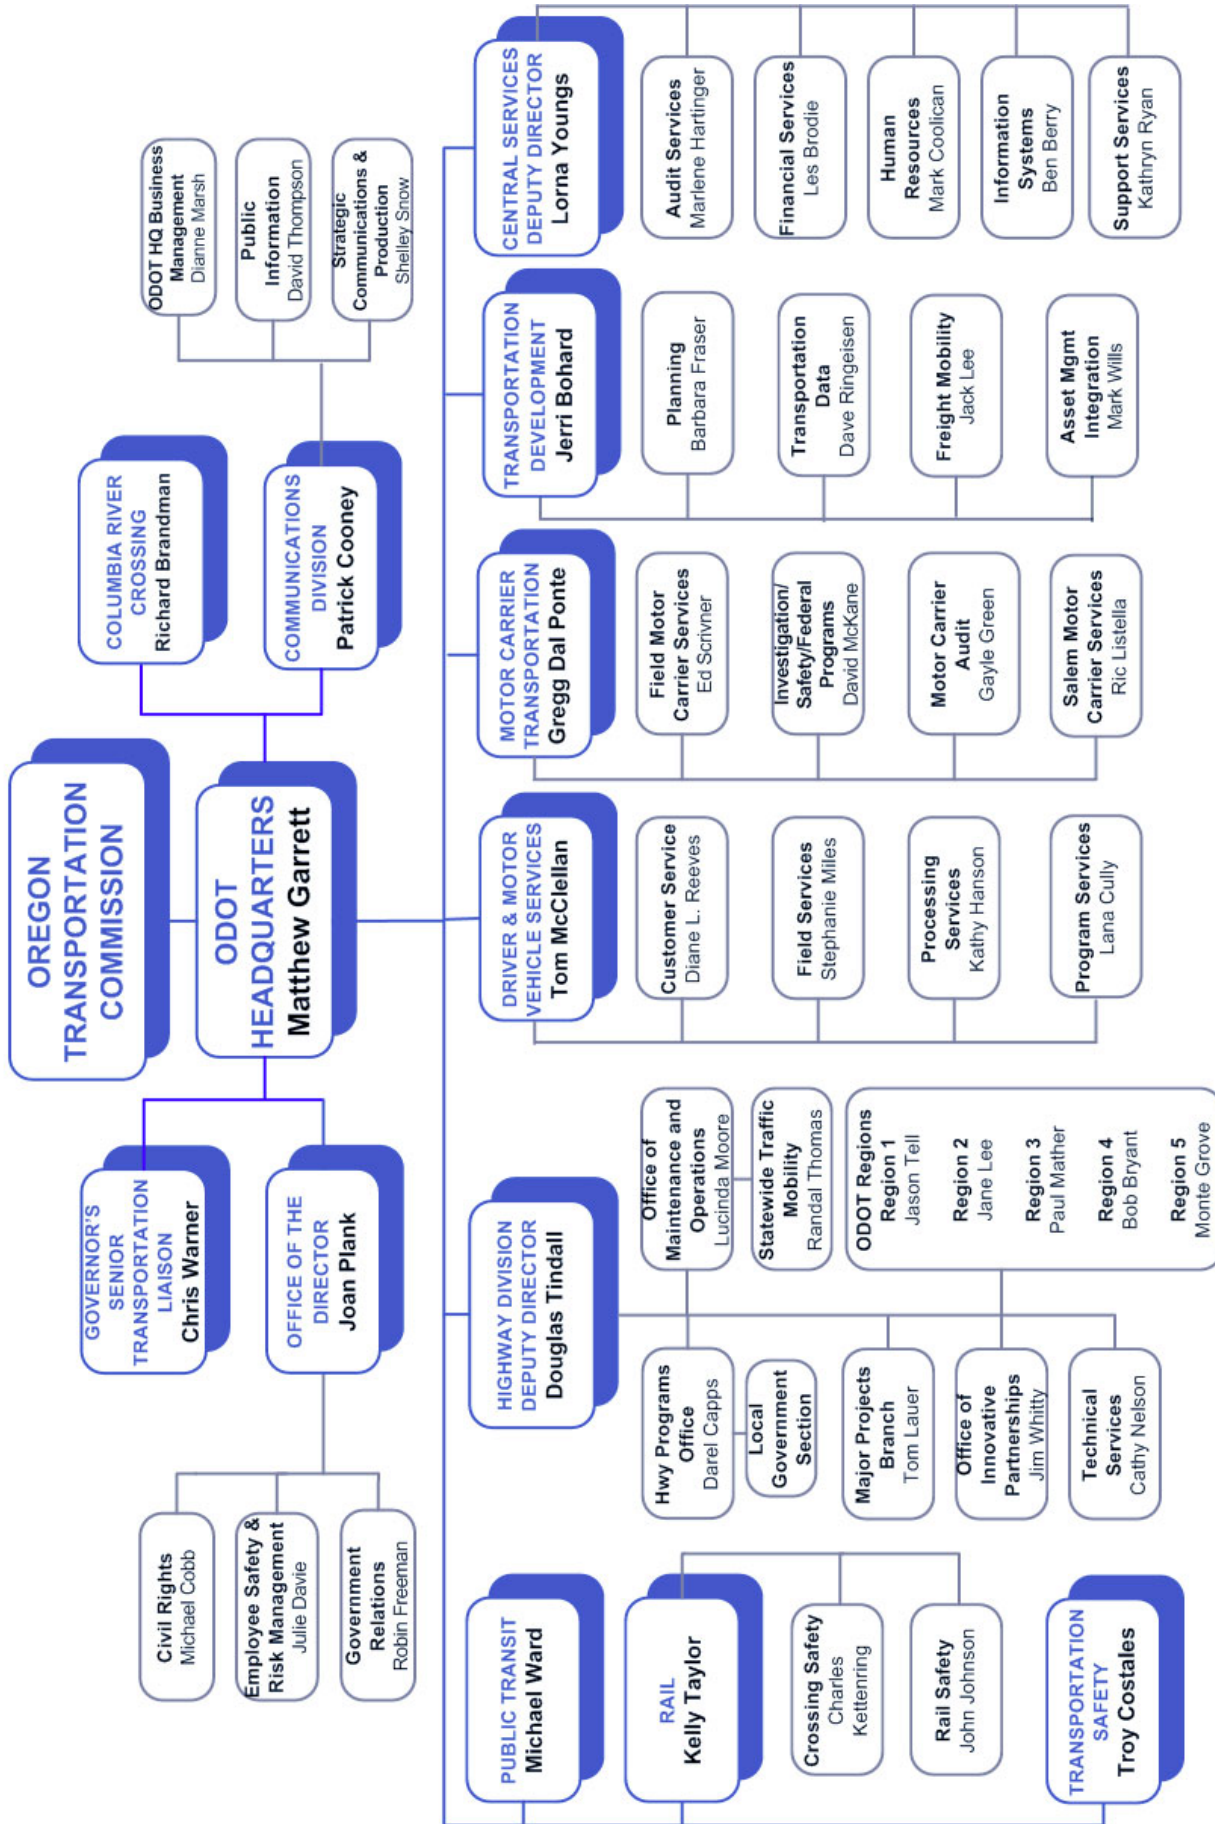 OREGON
TRANSPORTATION
COMMISSION
ODOT
HEADQUARTERS
Matthew Garrett
GOVERNOR'S
SENIOR
TRANSPORTATION
LIAISON
Chris Warner
OFFICE OF THE
DIRECTOR
Joan Plank
Civil Rights
Michael Cobb
Employee Safety &
Risk Management
Julie Davie
Government
Relations
Robin Freeman
COLUMBIA RIVER
CROSSING
Richard Brandman
COMMUNICATIONS
DIVISION
Patrick Cooney
ODOT HQ Business
Management
Dianne Marsh
Public
Information
David Thompson
Strategic
Communications &
Production
Shelley Snow
PUBLIC TRANSIT
Michael Ward
RAIL
Kelly Taylor
Crossing Safety
Charles
Kettenring
Rail Safety
John Johnson
TRANSPORTATION
SAFETY
Troy Costales
HIGHWAY DIVISION
DEPUTY DIRECTOR
Douglas Tindall
Hwy Programs
Office
Darel Capps
Local
Government
Section
Major Projects
Branch
Tom Lauer
Office of
Innovative
Partnerships
Jim Whitty
Technical
Services
Cathy Nelson
Office of
Maintenance and
Operations
Lucinda Moore
Statewide Traffic
Mobility
Randal Thomas
ODOT Regions
Region 1
Jason Tell
Region 2
Jane Lee
Region 3
Paul Mather
Region 4
Bob Bryant
Region 5
Monte Grove
DRIVER & MOTOR
VEHICLE SERVICES
Tom McClellan
Customer Service
Diane L. Reeves
Field Services
Stephanie Miles
Processing
Services
Kathy Hanson
Program Services
Lana Cully
MOTOR CARRIER
TRANSPORTATION
Gregg Dal Ponte
Field Motor
Carrier Services
Ed Scrivner
Investigation/
Safety/Federal
Programs
David McKane
Motor Carrier
Audit
Gayle Green
Salem Motor
Carrier Services
Ric Listella
TRANSPORTATION
DEVELOPMENT
Jerri Bohard
Planning
Barbara Fraser
Transportation
Data
Dave Ringeisen
Freight Mobility
Jack Lee
Asset Mgmt
Integration
Mark Wills
CENTRAL SERVICES
DEPUTY DIRECTOR
Lorna Youngs
Audit Services
Marlene Hartinger
Financial Services
Les Brodie
Human
Resources
Mark Coolican
Information
Systems
Ben Berry
Support Services
Kathryn Ryan